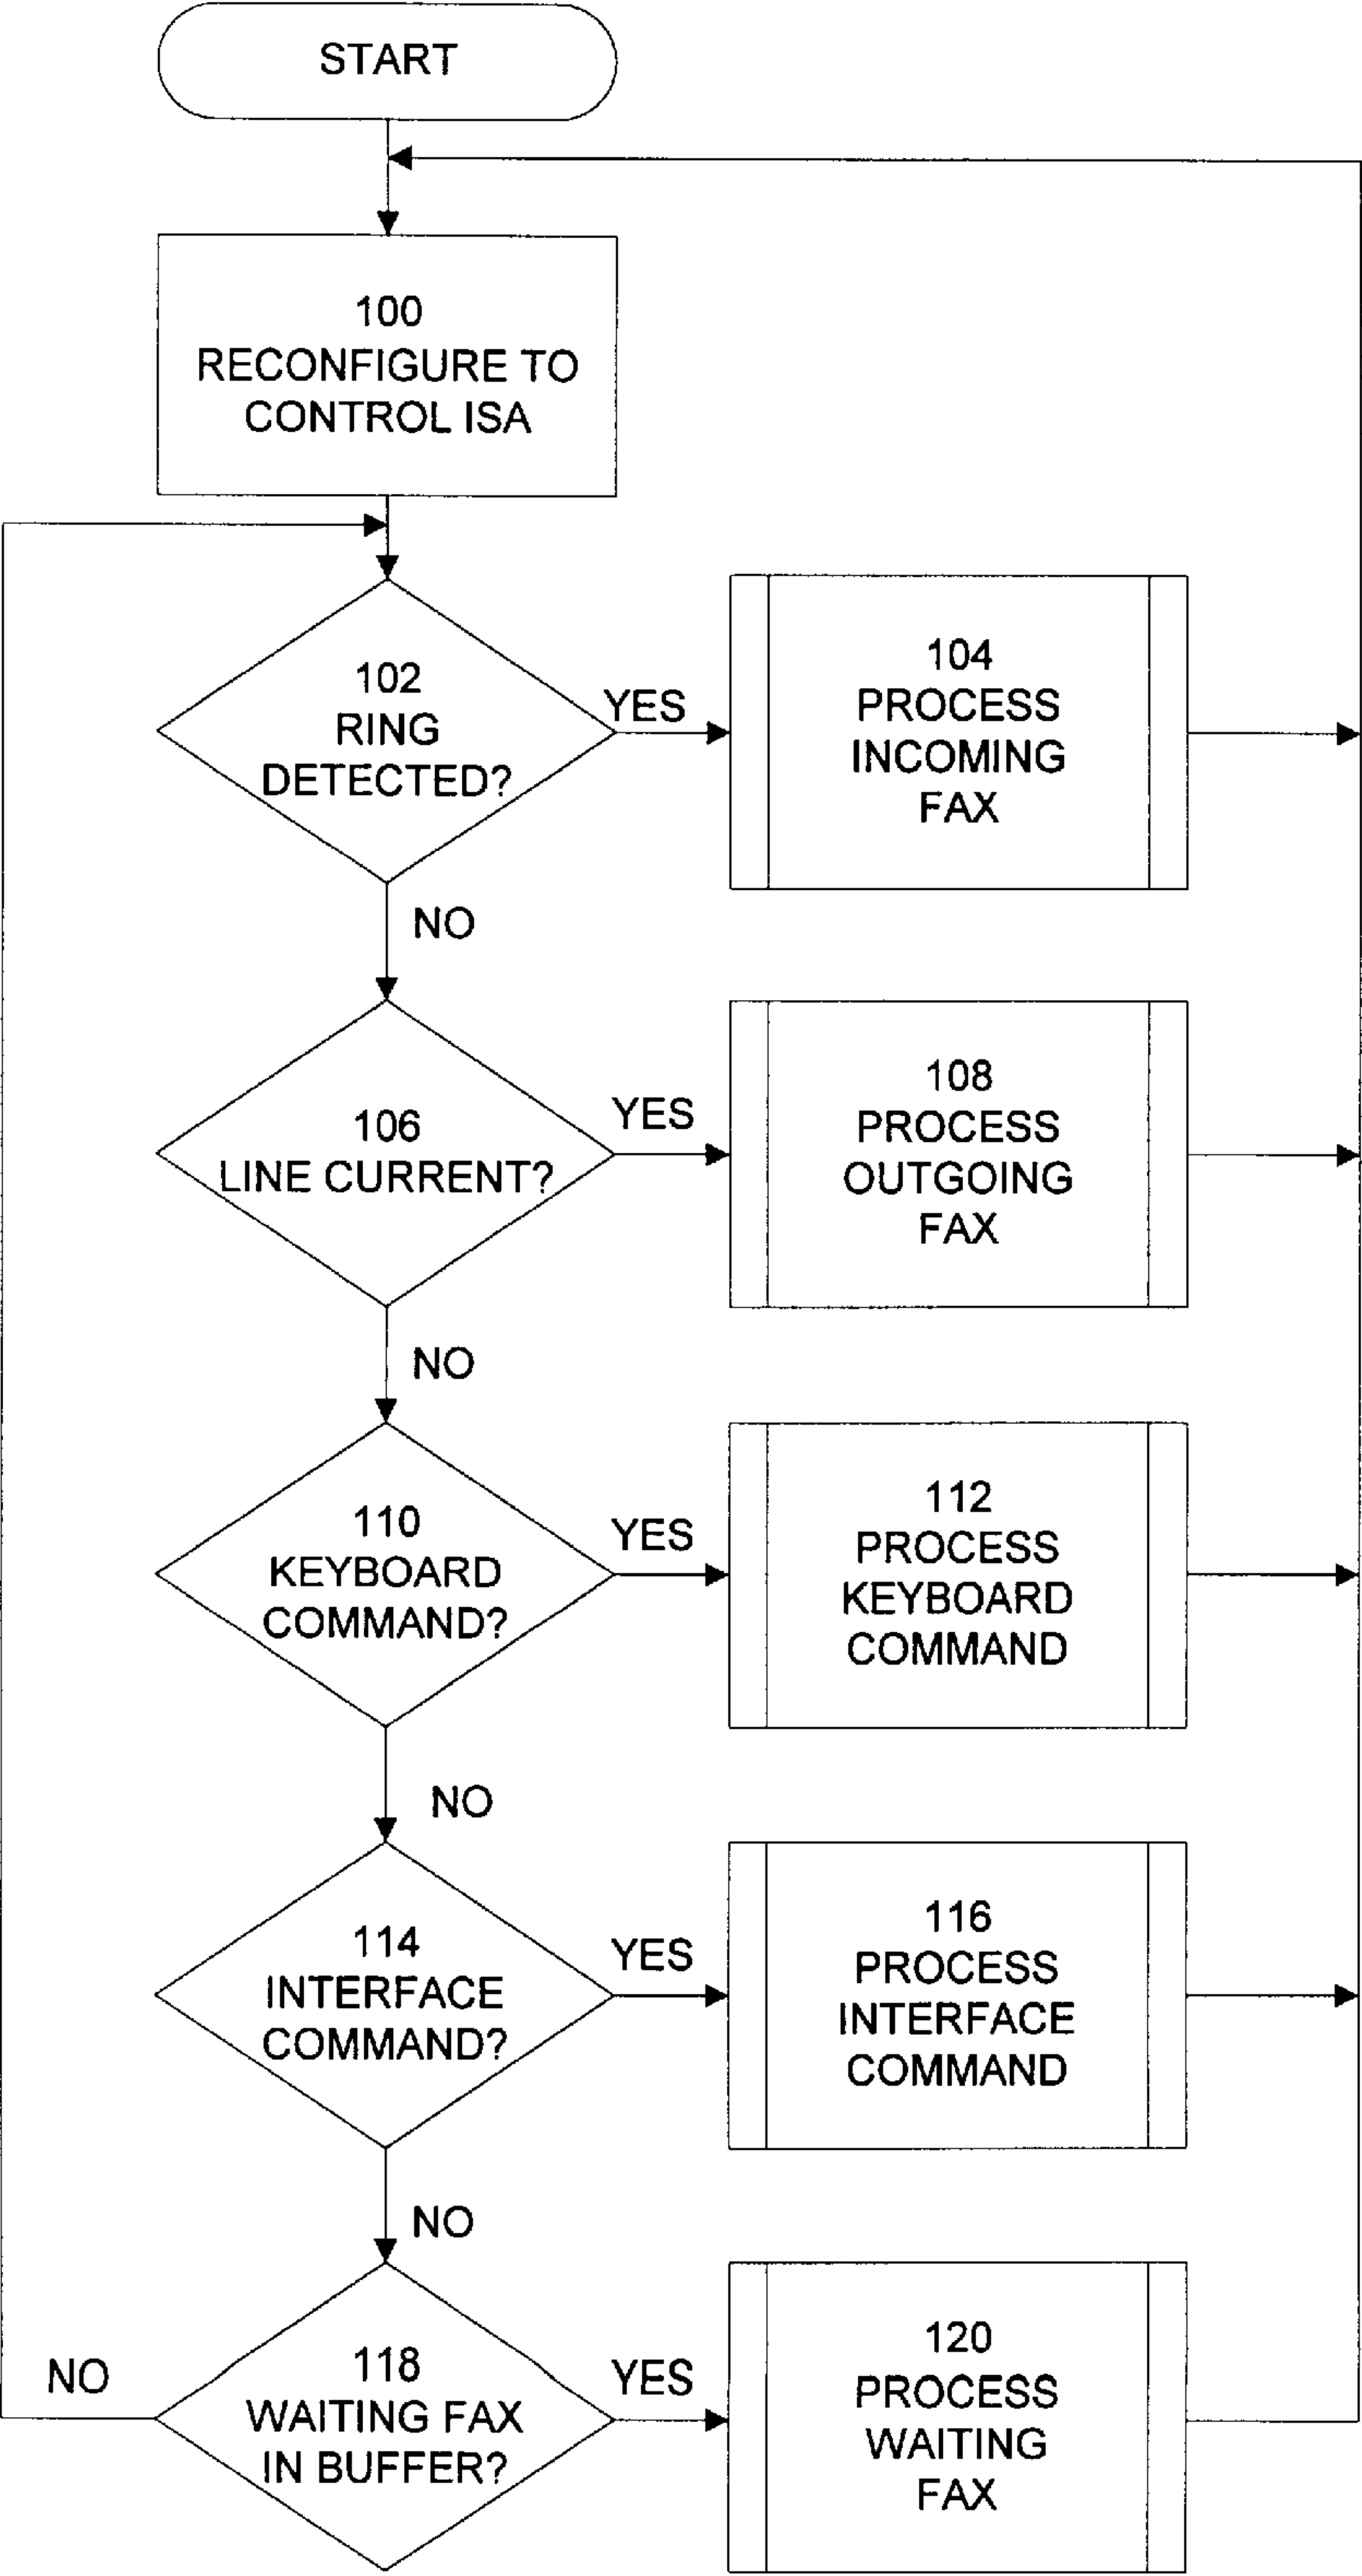 START
100
RECONFIGURE TO
CONTROL ISA
102
RING
DETECTED?
YES
104
PROCESS
INCOMING
FAX
NO
106
LINE CURRENT?
YES
108
PROCESS
OUTGOING
FAX
NO
110
KEYBOARD
COMMAND?
YES
112
PROCESS
KEYBOARD
COMMAND
NO
114
INTERFACE
COMMAND?
YES
116
PROCESS
INTERFACE
COMMAND
NO
118
WAITING FAX
IN BUFFER?
NO
YES
120
PROCESS
WAITING
FAX